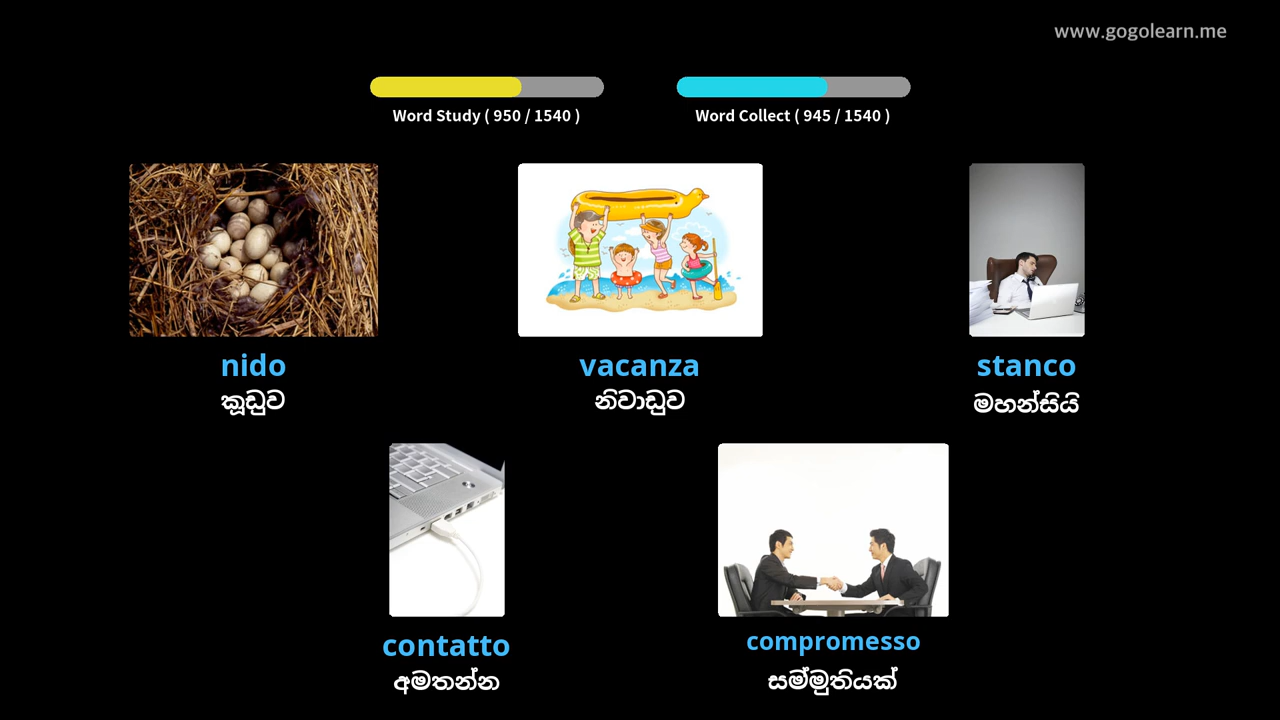 www.gogolearn.me
Word Study ( 950 / 1540 )
Word Collect ( 945 / 1540 )
nido
කූඩුව
vacanza
නිවාඩුව
stanco
මහන්සියි
contatto
අමතන්න
compromesso
සම්මුතියක්